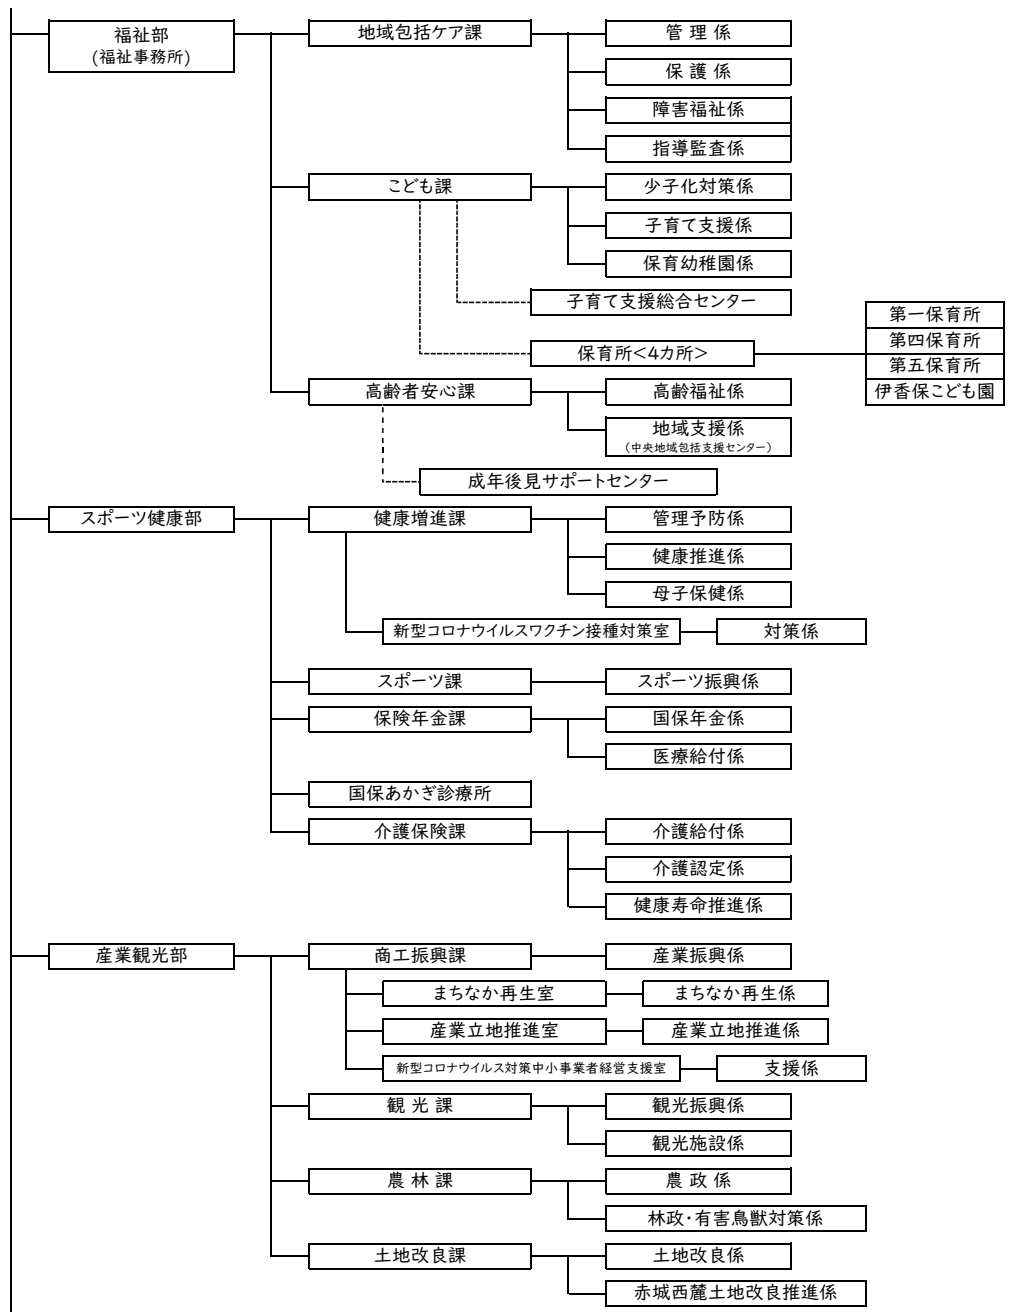 福祉部
(福祉事務所)
地域包括ケア課
管 理 係
保 護 係
障害福祉係
指導監査係
こども課
少子化対策係
子育て支援係
保育幼稚園係
子育て支援総合センター
保育所<4カ所>
第一保育所
第四保育所
第五保育所
伊香保こども園
高齢者安心課
高齢福祉係
地域支援係
(中央地域包括支援センター)
成年後見サポートセンター
スポーツ健康部
健康増進課
管理予防係
健康推進係
母子保健係
新型コロナウイルスワクチン接種対策室
対策係
スポーツ課
スポーツ振興係
保険年金課
国保年金係
医療給付係
国保あかぎ診療所
介護保険課
介護給付係
介護認定係
健康寿命推進係
産業観光部
商工振興課
産業振興係
まちなか再生室
まちなか再生係
産業立地推進室
産業立地推進係
新型コロナウイルス対策中小事業者経営支援室
支援係
観 光 課
観光振興係
観光施設係
農 林 課
農 政 係
林政・有害鳥獣対策係
土地改良課
土地改良係
赤城西麓土地改良推進係